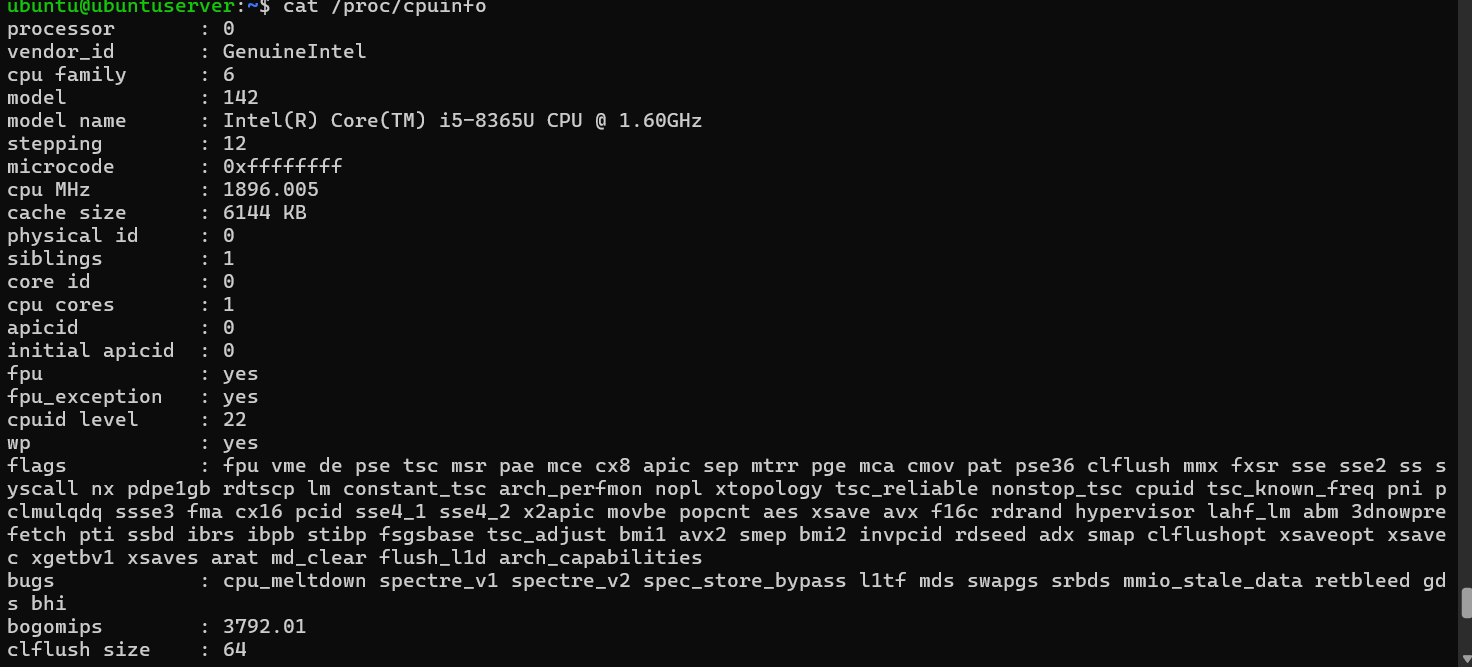 ubuntu@ubuntuserver:~$ cat /proc/cpuinfo
processor : 0
vendor_id : GenuineIntel
cpu family : 6
model : 142
model name : Intel(R) Core(TM) i5-8365U CPU @ 1.60GHz
stepping : 12
microcode : 0xffffffff
cpu MHz : 1896.005
cache size : 6144 KB
physical id : 0
siblings : 1
core id : 0
cpu cores : 1
apicid : 0
initial apicid : 0
fpu : yes
fpu_exception : yes
cpuid level : 22
wp : yes
flags : fpu vme de pse tsc msr pae mce cx8 apic sep mtrr pge mca cmov pat pse36 clflush mmx fxsr sse sse2 ss s
yscall nx pdpe1gb rdtscp lm constant_tsc arch_perfmon nopl xtopology tsc_reliable nonstop_tsc cpuid tsc_known_freq pni p
clmulqdq ssse3 fma cx16 pcid sse4_1 sse4_2 x2apic movbe popcnt aes xsave avx f16c rdrand hypervisor lahf_lm abm 3dnowpre
fetch pti ssbd ibrs ibpb stibp fsgsbase tsc_adjust bmi1 avx2 smep bmi2 invpcid rdseed adx smap clflushopt xsaveopt xsave
c xgetbv1 xsaves arat md_clear flush_l1d arch_capabilities
bugs : cpu_meltdown spectre_v1 spectre_v2 spec_store_bypass l1tf mds swapgs srbds mmio_stale_data retbleed gd
s bhi
bogomips : 3792.01
clflush size : 64